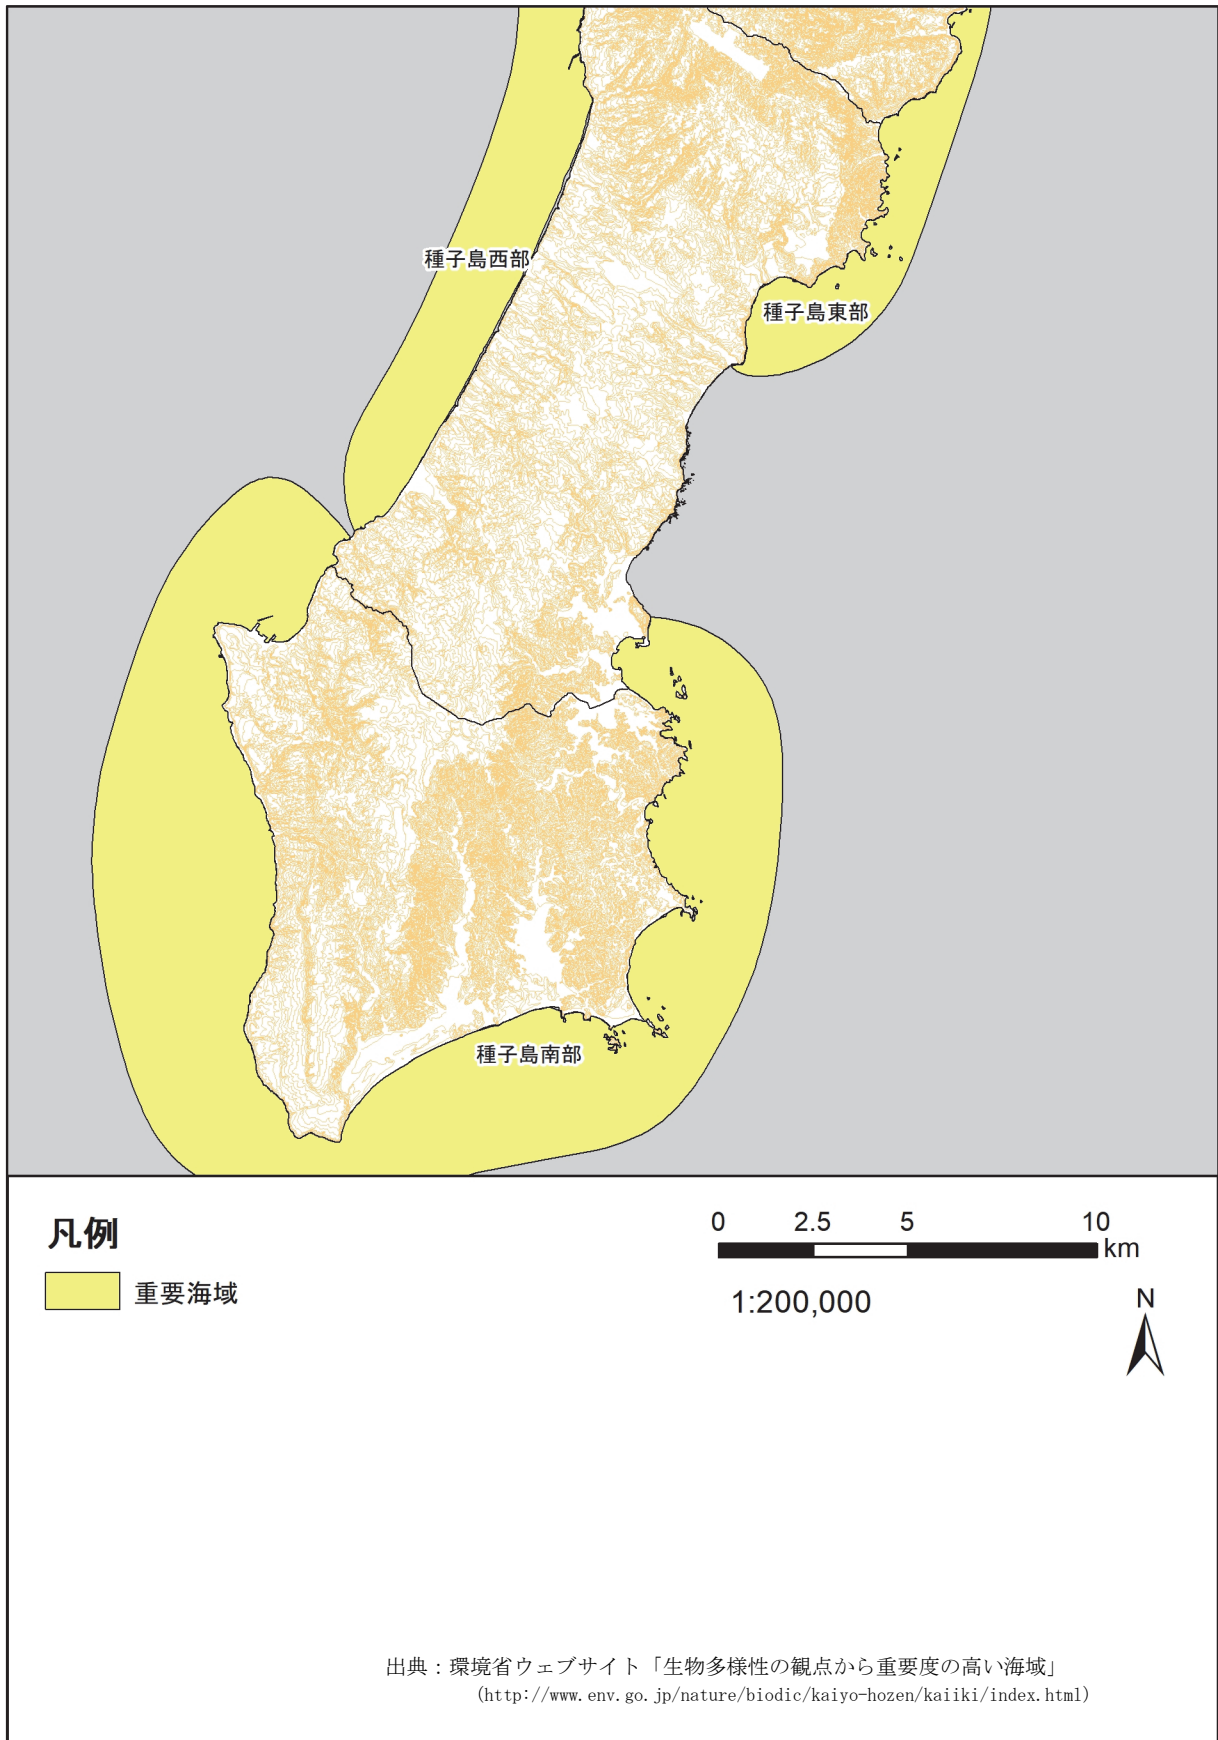 種子島西部
種子島東部
種子島南部
凡例
重要海域
0 2.5 5 10
km
1:200,000
N
出典：環境省ウェブサイト「生物多様性の観点から重要度の高い海域」
(http://www.env.go.jp/nature/biodic/kaiyo-hozen/kaiiki/index.html)